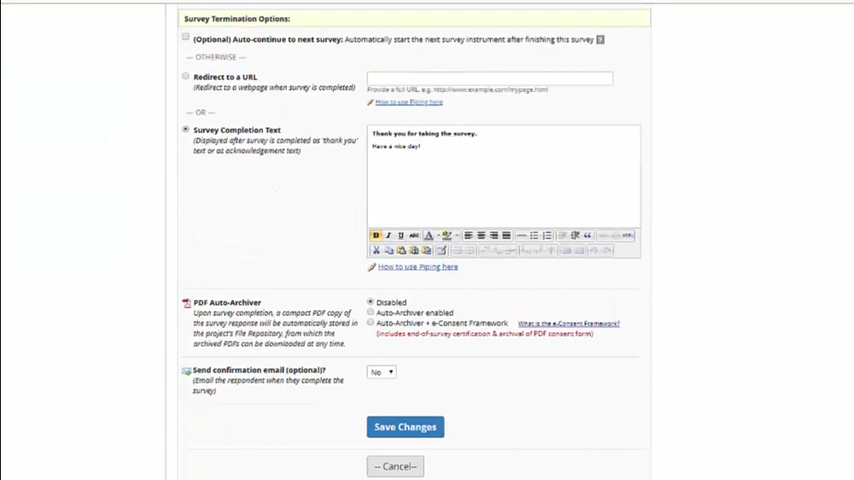 Survey Termination Options:
(Optional) Auto-continue to next survey: Automatically start the next survey instrument after finishing this survey ?
--- OTHERWISE ---
Redirect to a URL
(Redirect to a webpage when survey is completed)
Provide a full URL, e.g. http://www.example.com/mypage.html
How to use Piping here
--- OR ---
Survey Completion Text
(Displayed after survey is completed as 'thank you'
text or as acknowledgement text)
Thank you for taking the survey.
Have a nice day!
B I U ABC A
HTML
How to use Piping here
PDF Auto-Archiver
Upon survey completion, a compact PDF copy of
the survey response will be automatically stored in
the project's File Repository, from which the
archived PDFs can be downloaded at any time.
Disabled
Auto-Archiver enabled
Auto-Archiver + e-Consent Framework What is the e-Consent Framework?
(includes end-of-survey certification & archival of PDF consent form)
Send confirmation email (optional)?
(Email the respondent when they complete the
survey)
No
Save Changes
-- Cancel--